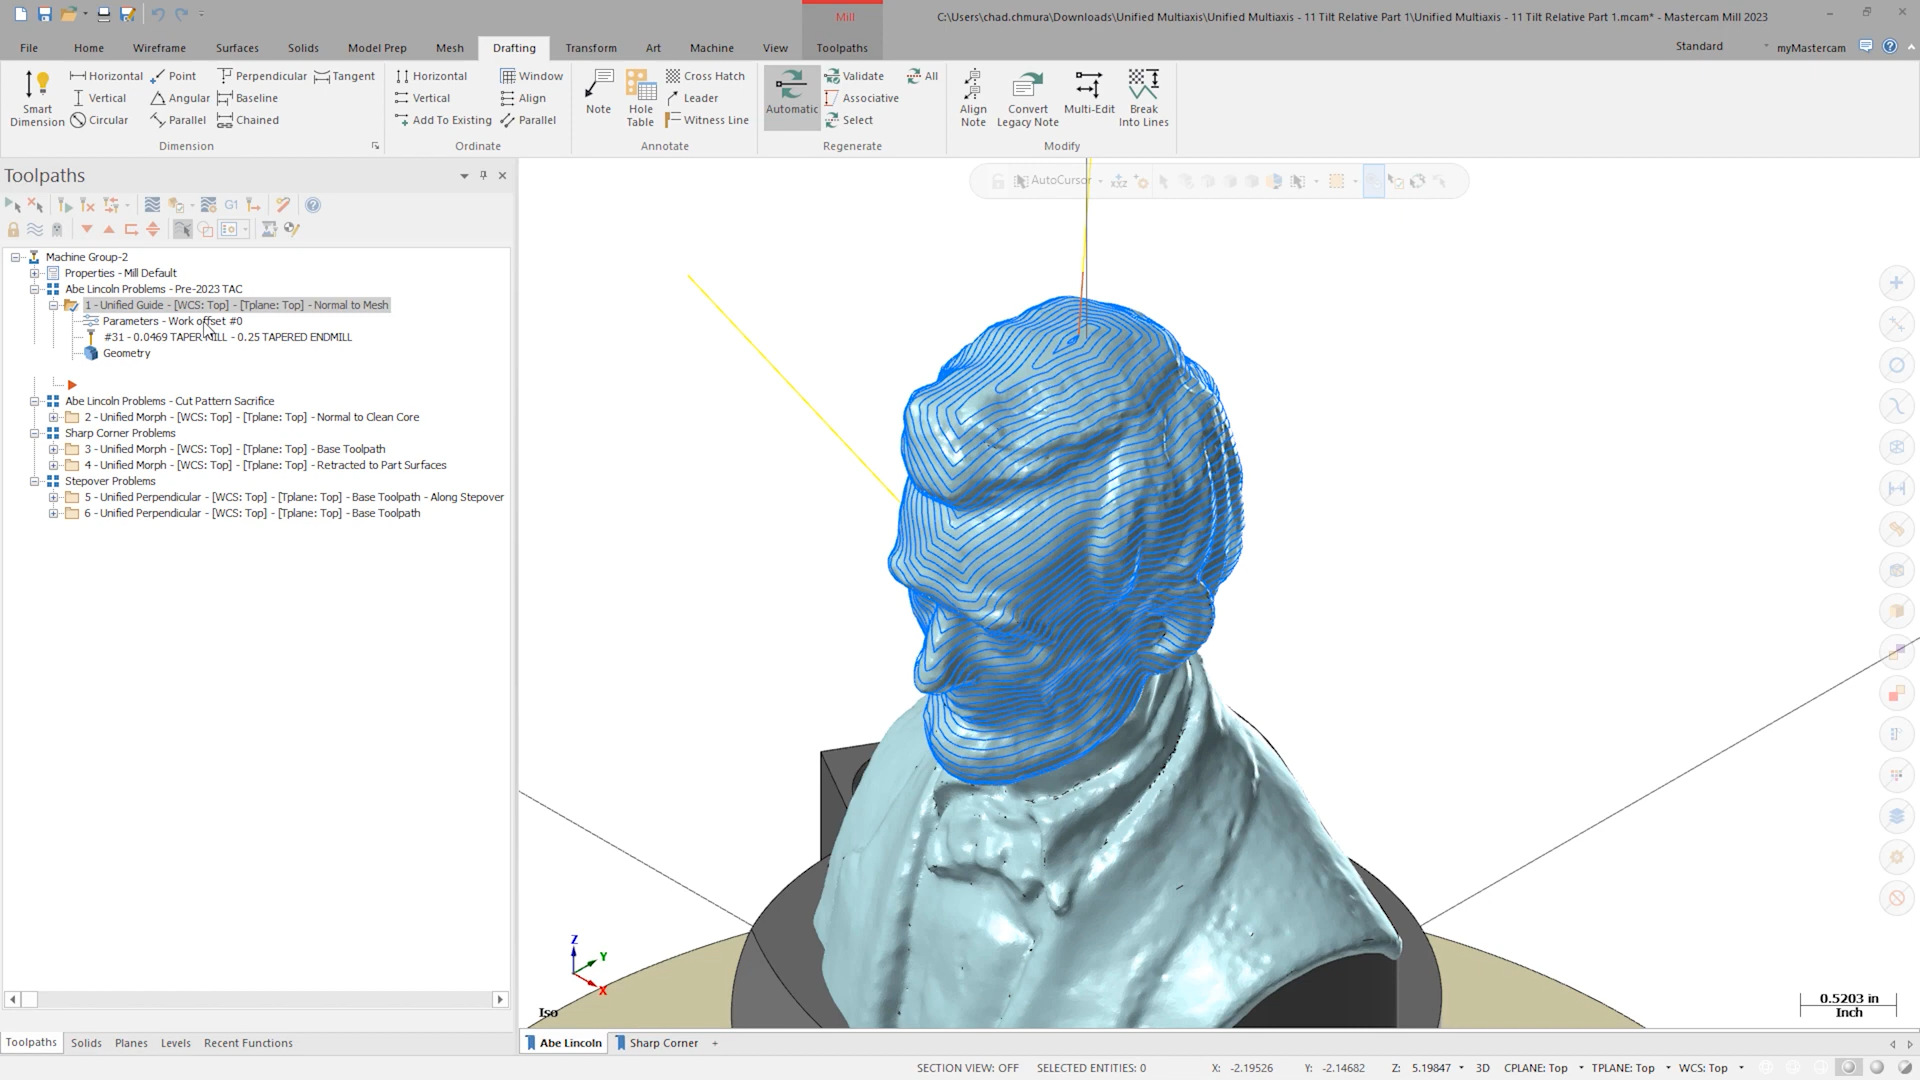 Mill
C:\Users\chad.chmura\Downloads\Unified Multiaxis\Unified Multiaxis - 11 Tilt Relative Part 1\Unified Multiaxis - 11 Tilt Relative Part 1.mcam* - Mastercam Mill 2023
File Home Wireframe Surfaces Solids Model Prep Mesh Drafting Transform Art Machine View Toolpaths Standard myMastercam
Smart Dimension
Horizontal Point Perpendicular Tangent
Vertical Angular Baseline
Circular Parallel Chained
Dimension
Horizontal Window
Vertical Align
Add To Existing Parallel
Ordinate
Note
Hole Table
Cross Hatch
Leader
Witness Line
Annotate
Automatic
Validate All
Associative
Select
Regenerate
Align Note
Convert Legacy Note
Multi-Edit
Break Into Lines
Modify
Toolpaths
AutoCursor
G1
Machine Group-2
Properties - Mill Default
Abe Lincoln Problems - Pre-2023 TAC
1 - Unified Guide - [WCS: Top] - [Tplane: Top] - Normal to Mesh
Parameters - Work offset #0
#31 - 0.0469 TAPER MILL - 0.25 TAPERED ENDMILL
Geometry
Abe Lincoln Problems - Cut Pattern Sacrifice
2 - Unified Morph - [WCS: Top] - [Tplane: Top] - Normal to Clean Core
Sharp Corner Problems
3 - Unified Morph - [WCS: Top] - [Tplane: Top] - Base Toolpath
4 - Unified Morph - [WCS: Top] - [Tplane: Top] - Retracted to Part Surfaces
Stepover Problems
5 - Unified Perpendicular - [WCS: Top] - [Tplane: Top] - Base Toolpath - Along Stepover
6 - Unified Perpendicular - [WCS: Top] - [Tplane: Top] - Base Toolpath
Z
Y
X
Iso
0.5203 in
Inch
Toolpaths Solids Planes Levels Recent Functions
Abe Lincoln Sharp Corner +
SECTION VIEW: OFF SELECTED ENTITIES: 0 X: -2.19526 Y: -2.14682 Z: 5.19847 3D CPLANE: Top TPLANE: Top WCS: Top